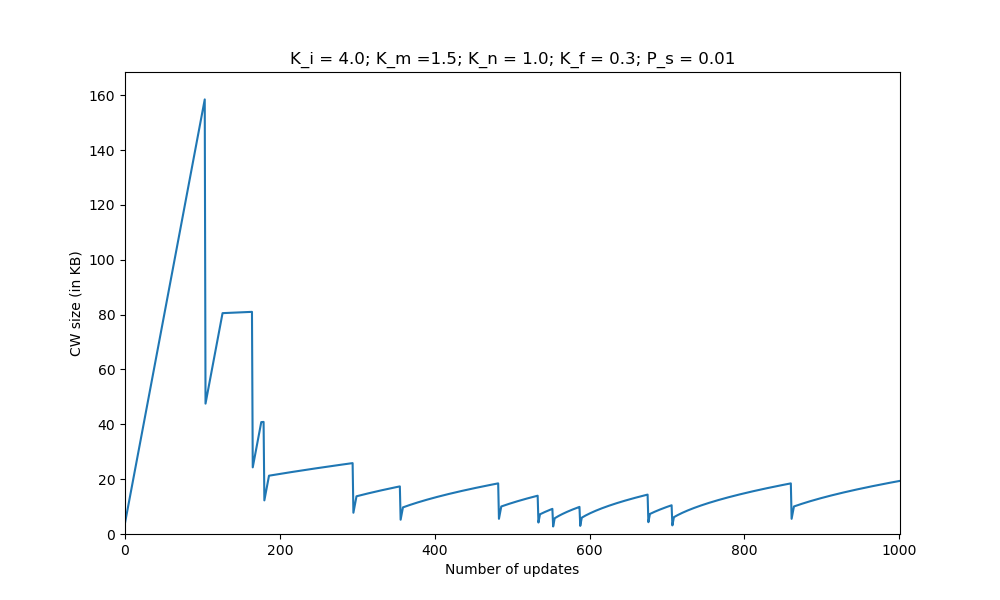 K_i = 4.0; K_m =1.5; K_n = 1.0; K_f = 0.3; P_s = 0.01
CW size (in KB)
160
140
120
100
80
60
40
20
0
0 200 400 600 800 1000
Number of updates